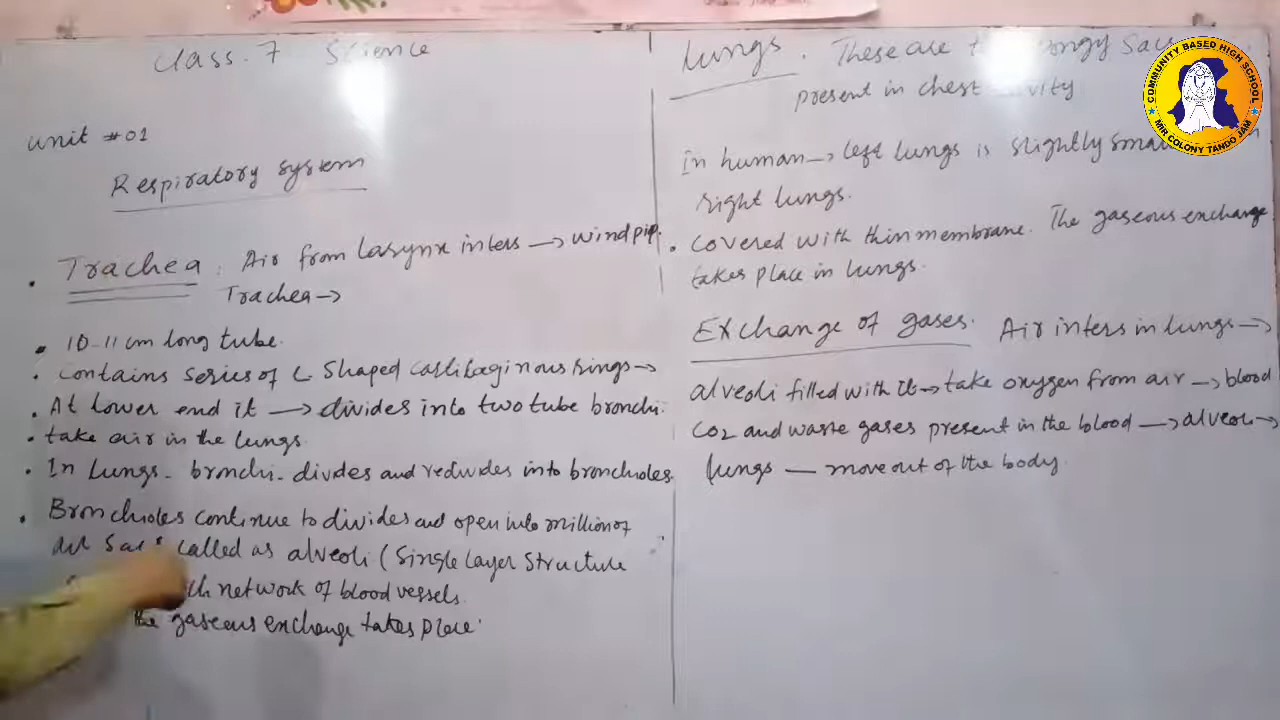 Class. 7 Science
unit #01
Respiratory system
. Trachea : Air from Larynx inters → windpip.
Trachea →
. 10-11 cm long tube.
. contains series of C Shaped cartilaginous rings →
. At lower end it → divides into two tube bronchi.
. take air in the lungs.
. In Lungs - bronchi - divides and redivides into bronchioles.
. Bronchioles continue to divides and open into million of
called as alveoli (Single layer structure
network of blood vessels.
the gaseous exchange takes place.
Lungs. These are Sacs
present in chest
In human → left lungs is slightly
right lungs.
. covered with thin membrane. The gaseous exchange
takes place in lungs.
Exchange of gases. Air inters in lungs →
alveoli filled with it → take oxygen from air → blood
CO2 and waste gases present in the blood → alveoli →
lungs — move out of the body.
COMMUNITY BASED HIGH SCHOOL
MIR COLONY TANDO JAM